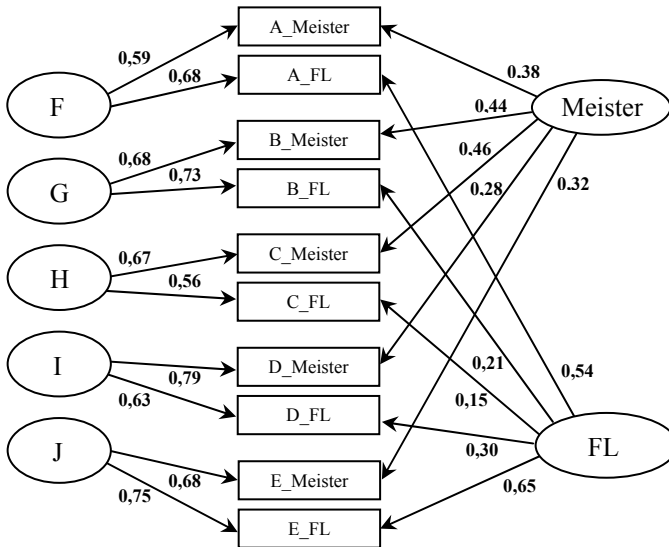 A_Meister
0,59
0.38
0,68
A_FL
F
Meister
0,44
B_Meister
0,68
0,46
0,73
0,28
0.32
G
B_FL
C_Meister
0,67
H
0,56
C_FL
I
D_Meister
0,79
0,21
0,54
0,63
0,15
D_FL
J
0,30
FL
E_Meister
0,68
0,65
0,75
E_FL